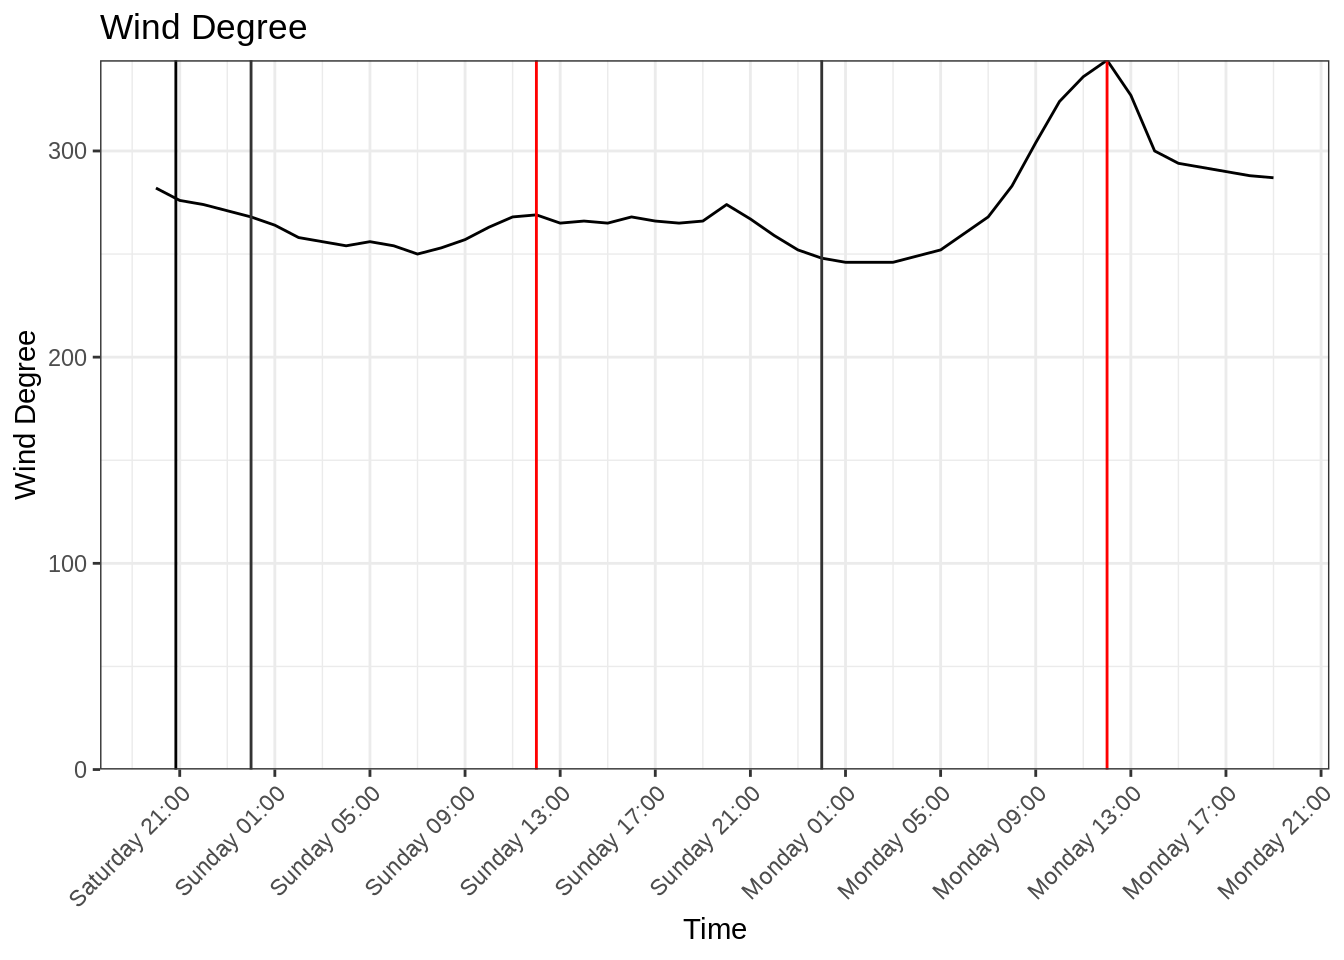 Wind Degree
Wind Degree
300
200
100
0
Saturday 21:00
Sunday 01:00
Sunday 05:00
Sunday 09:00
Sunday 13:00
Sunday 17:00
Sunday 21:00
Monday 01:00
Monday 05:00
Monday 09:00
Monday 13:00
Monday 17:00
Monday 21:00
Time